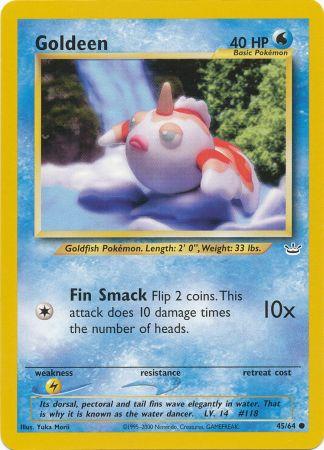 Goldeen 40 HP
Basic Pokémon
Goldfish Pokémon. Length: 2' 0", Weight: 33 lbs.
Fin Smack Flip 2 coins. This
attack does 10 damage times
the number of heads.
10x
weakness resistance retreat cost
Its dorsal, pectoral and tail fins wave elegantly in water. That
is why it is known as the water dancer. LV. 14 #118
Illus. Yuka Morii ©1995-2000 Nintendo, Creatures, GAMEFREAK. 45/64